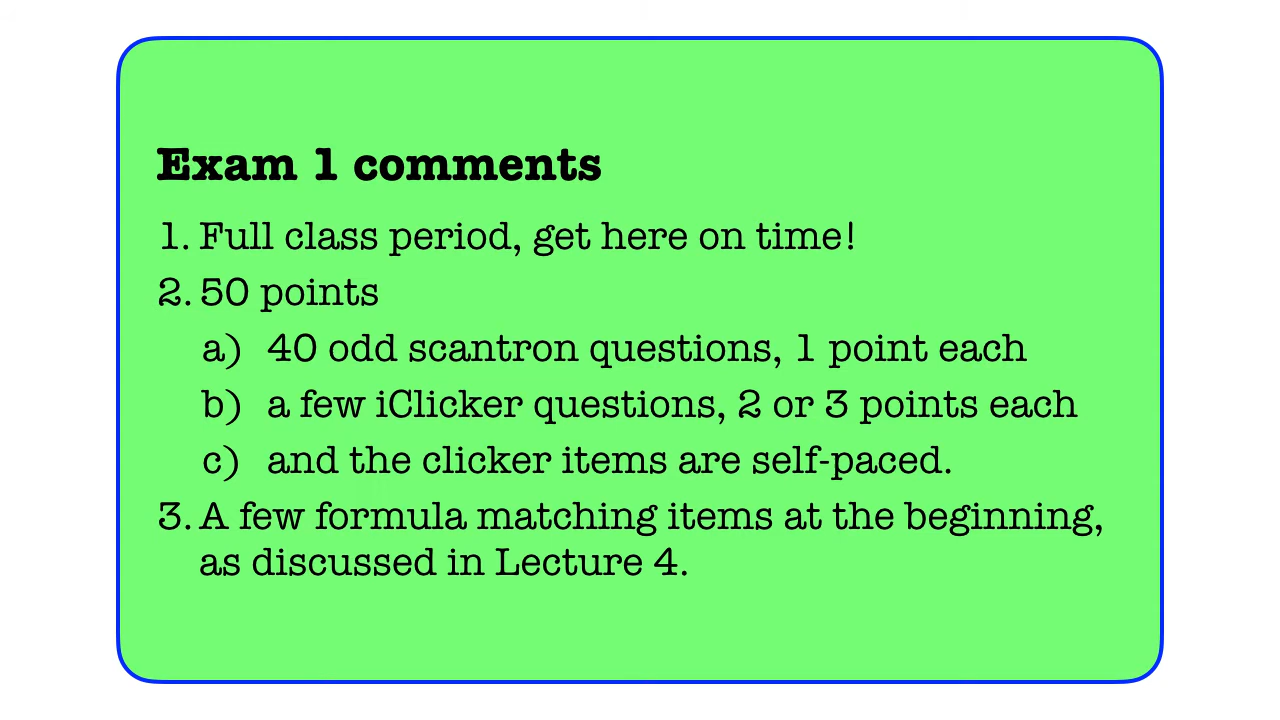 Exam 1 comments
1. Full class period, get here on time!
2. 50 points
a) 40 odd scantron questions, 1 point each
b) a few iClicker questions, 2 or 3 points each
c) and the clicker items are self-paced.
3. A few formula matching items at the beginning,
as discussed in Lecture 4.